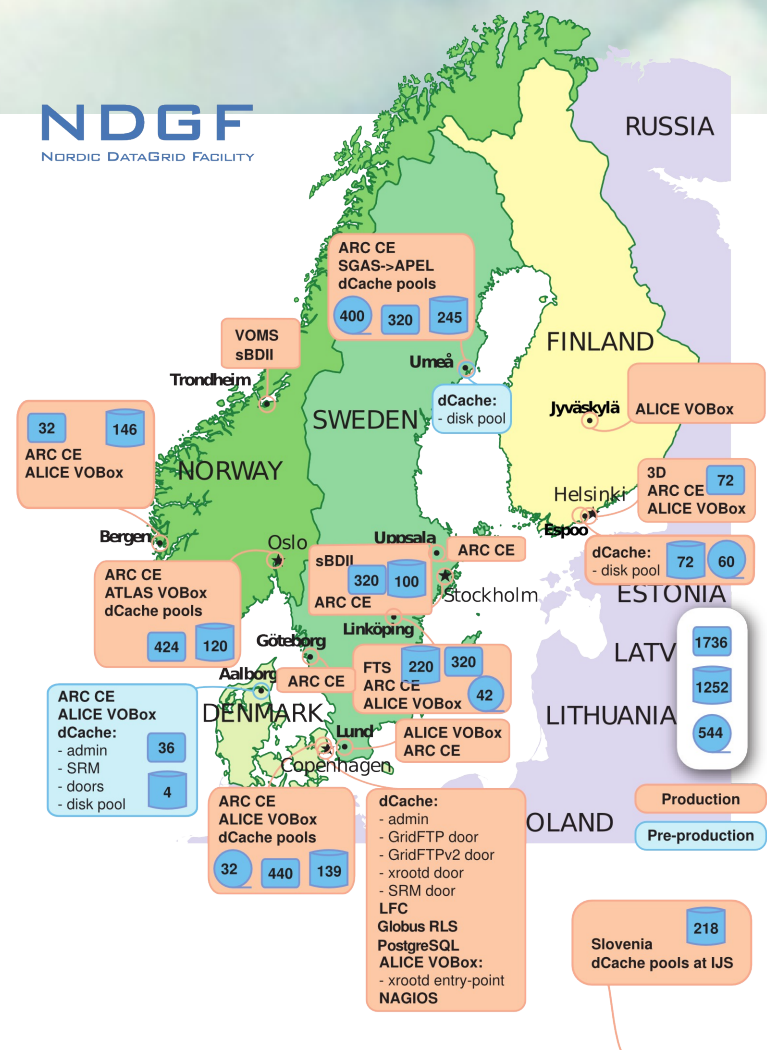 NDGF
NORDIC DATAGRID FACILITY
RUSSIA
ARC CE
SGAS->APEL
dCache pools
400
320
245
VOMS
sBDII
FINLAND
Umeå
Trondheim
dCache:
- disk pool
Jyväskylä
ALICE VOBox
SWEDEN
32
146
ARC CE
ALICE VOBox
NORWAY
3D
ARC CE
72
ALICE VOBox
Helsinki
Espoo
Bergen
Oslo
Uppsala
ARC CE
dCache:
- disk pool
72
60
sBDII
320
100
ARC CE
ARC CE
ATLAS VOBox
dCache pools
424
120
Stockholm
ESTONIA
Linköping
Göteborg
LATV
1736
1252
544
FTS
220
320
ARC CE
ALICE VOBox
42
Aalborg
ARC CE
ARC CE
ALICE VOBox
dCache:
- admin
- SRM
- doors
- disk pool
36
4
DENMARK
LITHUANIA
Lund
ALICE VOBox
ARC CE
Copenhagen
ARC CE
ALICE VOBox
dCache pools
32
440
139
dCache:
- admin
- GridFTP door
- GridFTPv2 door
- xrootd door
- SRM door
LFC
Globus RLS
PostgreSQL
ALICE VOBox:
- xrootd entry-point
NAGIOS
OLAND
Production
Pre-production
218
Slovenia
dCache pools at IJS